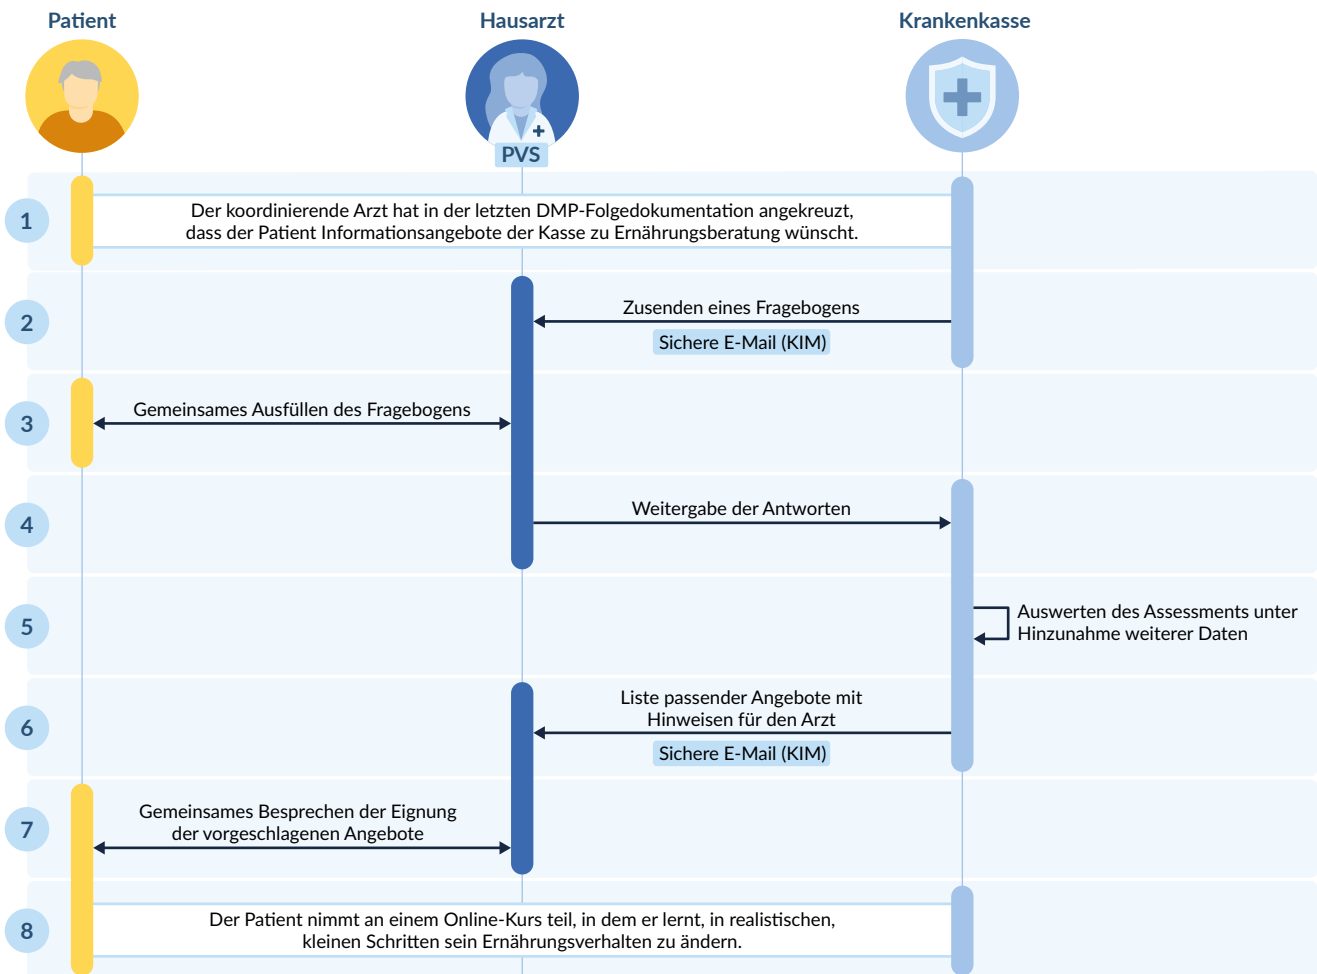 Patient
Hausarzt
Krankenkasse
PVS
1
Der koordinierende Arzt hat in der letzten DMP-Folgedokumentation angekreuzt,
dass der Patient Informationsangebote der Kasse zu Ernährungsberatung wünscht.
2
Zusenden eines Fragebogens
Sichere E-Mail (KIM)
3
Gemeinsames Ausfüllen des Fragebogens
4
Weitergabe der Antworten
5
Auswerten des Assessments unter
Hinzunahme weiterer Daten
6
Liste passender Angebote mit
Hinweisen für den Arzt
Sichere E-Mail (KIM)
7
Gemeinsames Besprechen der Eignung
der vorgeschlagenen Angebote
8
Der Patient nimmt an einem Online-Kurs teil, in dem er lernt, in realistischen,
kleinen Schritten sein Ernährungsverhalten zu ändern.